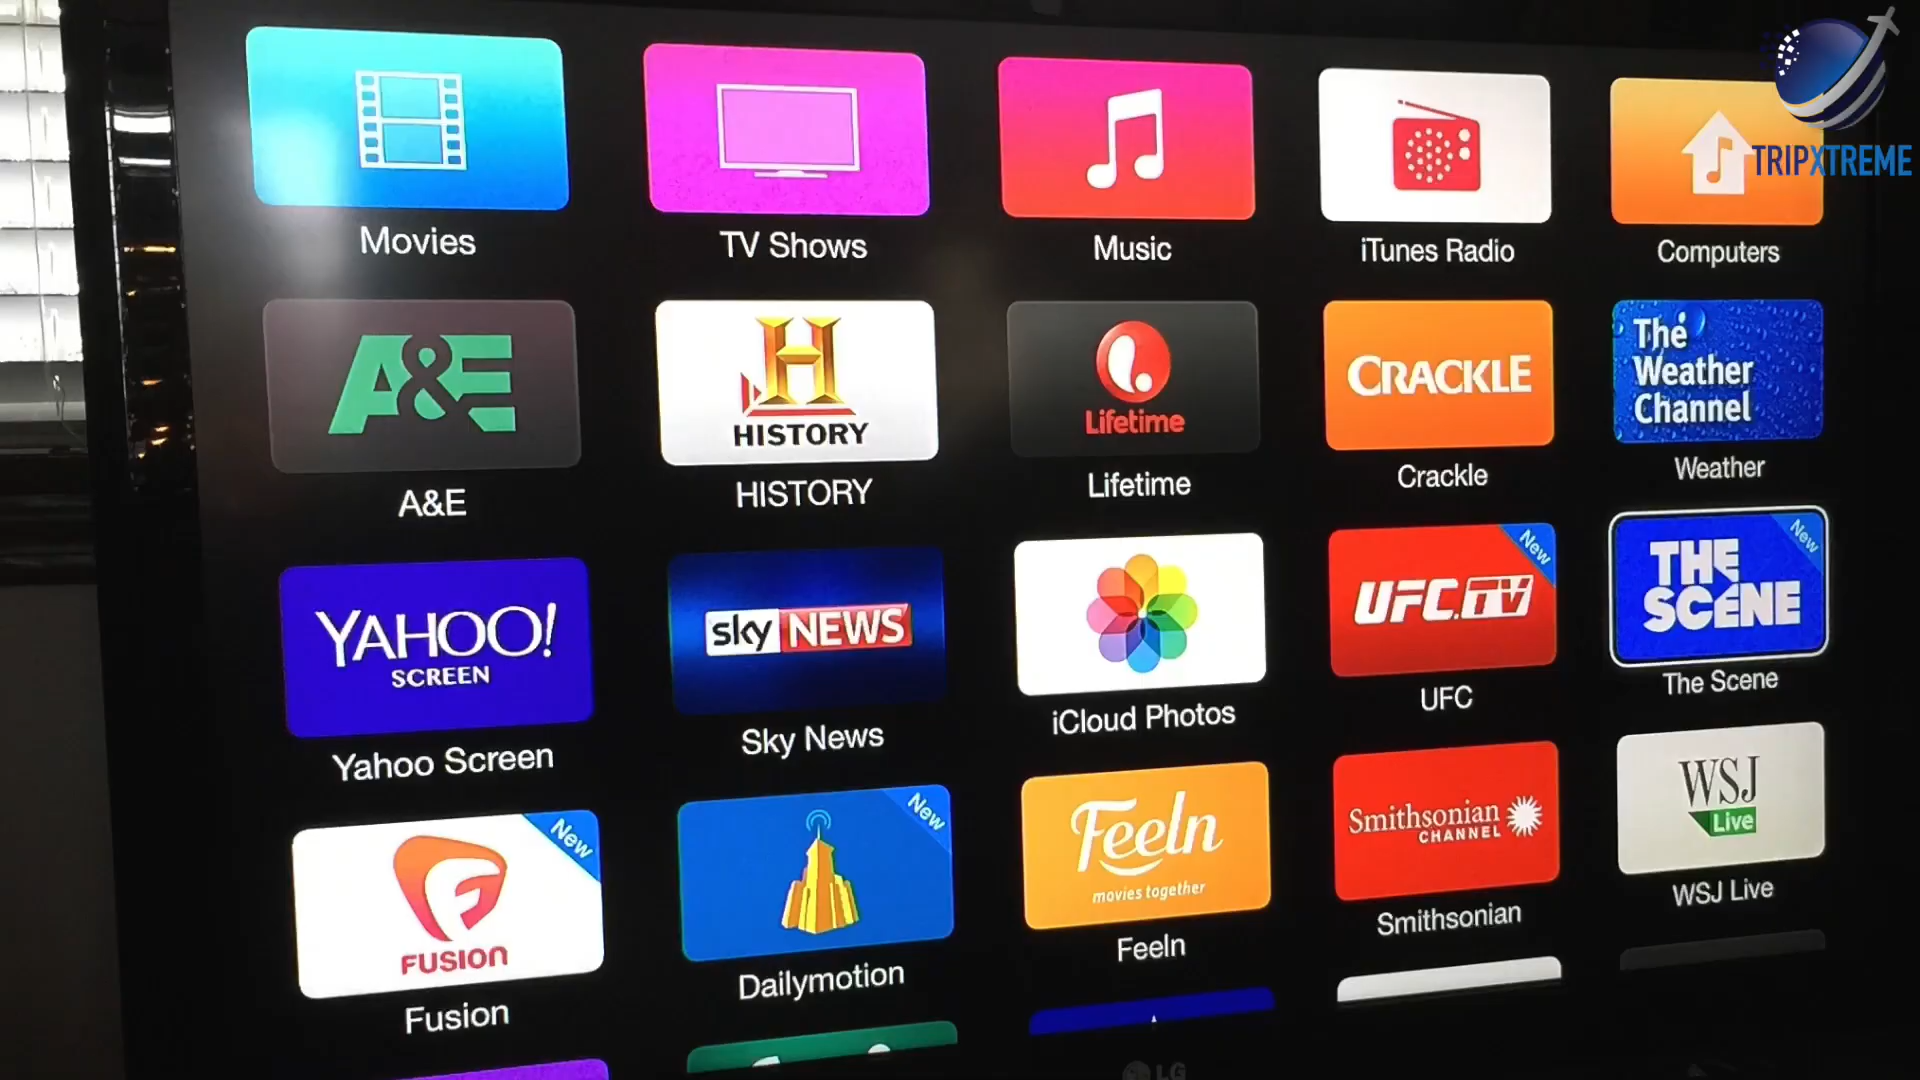 TRIPXTREME
Movies
TV Shows
Music
iTunes Radio
Computers
A&E
HISTORY
Lifetime
CRACKLE
The
Weather
Channel
A&E
HISTORY
Lifetime
Crackle
Weather
YAHOO!
SCREEN
sky NEWS
New
UFC.TV
New
THE
SCENE
Yahoo Screen
Sky News
iCloud Photos
UFC
The Scene
New
FUSION
New
Feeln
movies together
Smithsonian
CHANNEL
WSJ
Live
Fusion
Dailymotion
Feeln
Smithsonian
WSJ Live
LG